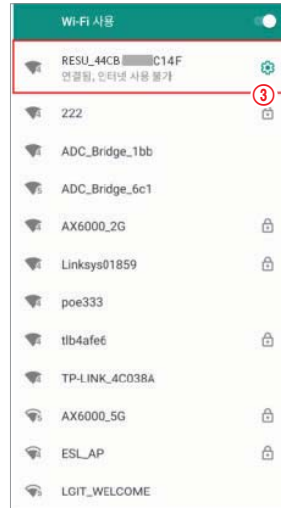 Wi-Fi 사용
RESU_44CB C14F
연결됨, 인터넷 사용 불가
③
222
ADC_Bridge_1bb
ADC_Bridge_6c1
AX6000_2G
Linksys01859
poe333
tlb4afe6
TP-LINK_4C038A
AX6000_5G
ESL_AP
LGIT_WELCOME